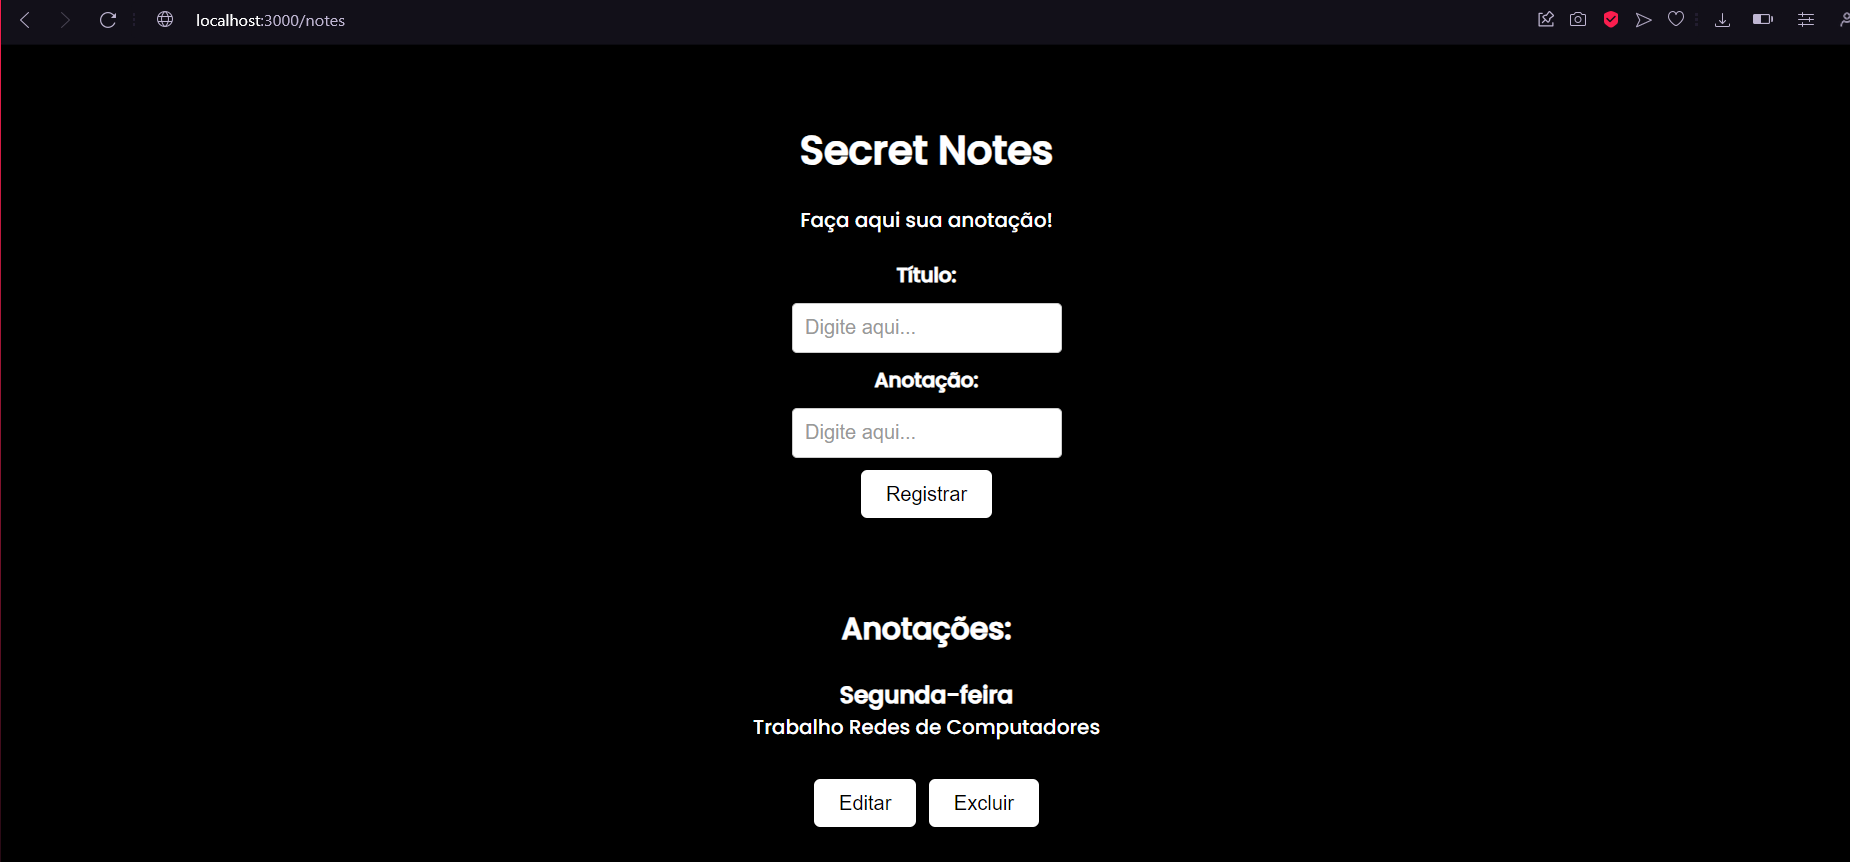 localhost:3000/notes
Secret Notes
Faça aqui sua anotação!
Título:
Digite aqui...
Anotação:
Digite aqui...
Registrar
Anotações:
Segunda-feira
Trabalho Redes de Computadores
Editar Excluir